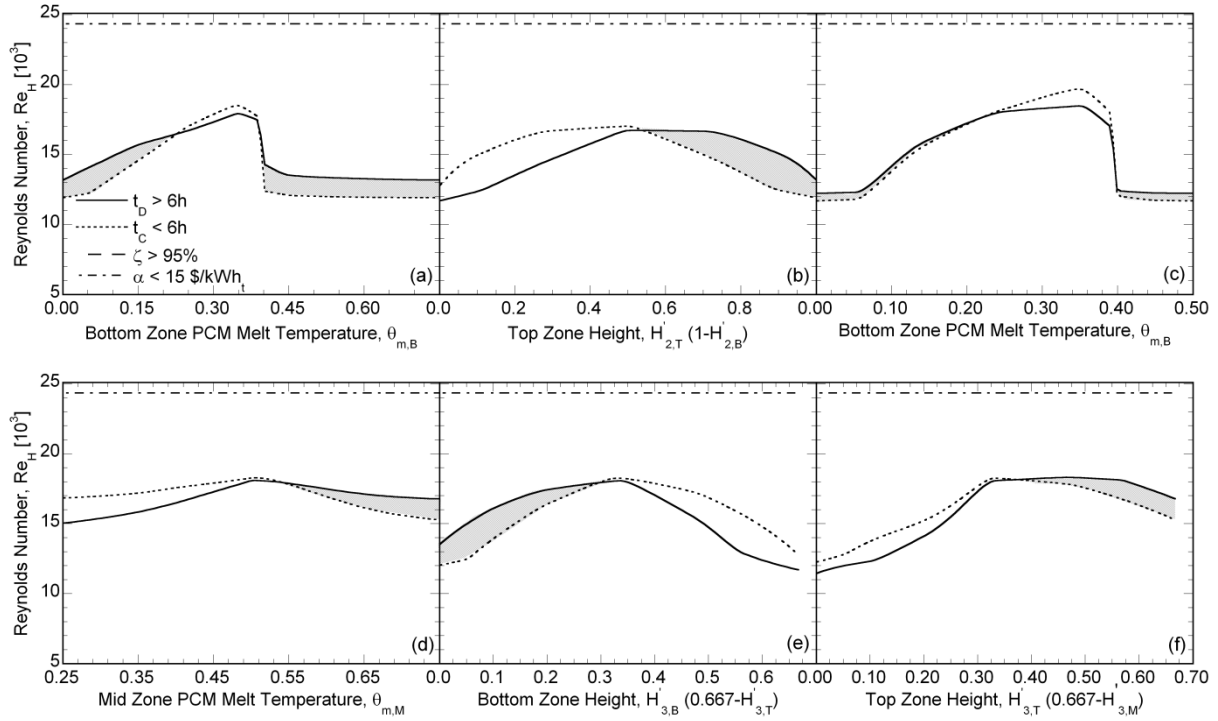 Reynolds Number, Re_H [10^3]
25
20
15
10
5
t_D > 6h
t_C < 6h
ζ > 95%
α < 15 $/kWh_t
(a)
(b)
(c)
0.00 0.15 0.30 0.45 0.60 0.0 0.2 0.4 0.6 0.8 0.00 0.10 0.20 0.30 0.40 0.50
Bottom Zone PCM Melt Temperature, θ_m,B
Top Zone Height, H'_2,T (1-H'_2,B)
Bottom Zone PCM Melt Temperature, θ_m,B
Reynolds Number, Re_H [10^3]
25
20
15
10
5
(d)
(e)
(f)
0.25 0.35 0.45 0.55 0.65 0.0 0.1 0.2 0.3 0.4 0.5 0.6 0.0 0.10 0.20 0.30 0.40 0.50 0.60 0.70
Mid Zone PCM Melt Temperature, θ_m,M
Bottom Zone Height, H'_3,B (0.667-H'_3,T)
Top Zone Height, H'_3,T (0.667-H'_3,M)